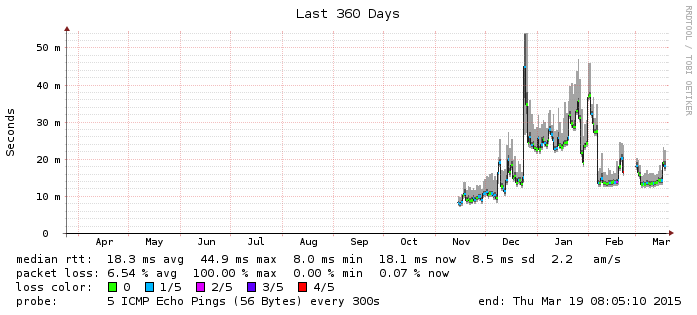 Last 360 Days
RRDTOOL / TOBI OETIKER
Seconds
50 m
40 m
30 m
20 m
10 m
0
Apr May Jun Jul Aug Sep Oct Nov Dec Jan Feb Mar
median rtt: 18.3 ms avg 44.9 ms max 8.0 ms min 18.1 ms now 8.5 ms sd 2.2 am/s
packet loss: 6.54 % avg 100.00 % max 0.00 % min 0.07 % now
loss color: 0 1/5 2/5 3/5 4/5
probe: 5 ICMP Echo Pings (56 Bytes) every 300s end: Thu Mar 19 08:05:10 2015